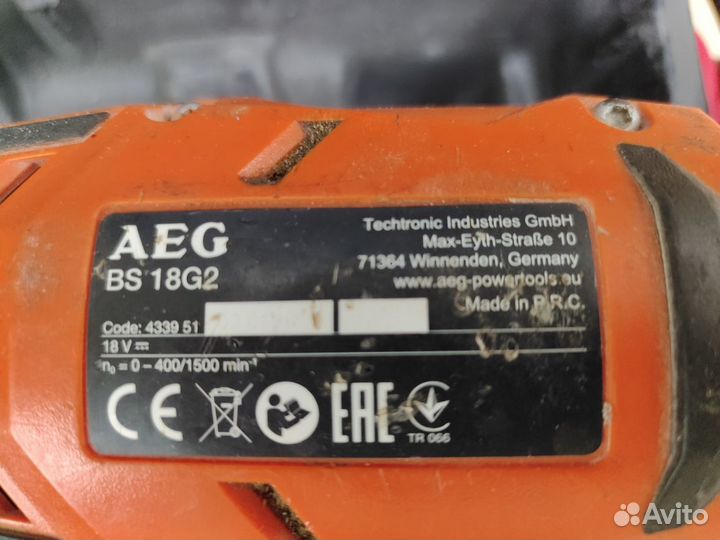 AEG
BS 18G2
Techtronic Industries GmbH
Max-Eyth-Straße 10
71364 Winnenden, Germany
www.aeg-powertools.eu
Made in P.R.C.
Code: 4339 51
18 V ⎓
n₀ = 0 – 400/1500 min⁻¹
CE
EAC
TR 066
Avito